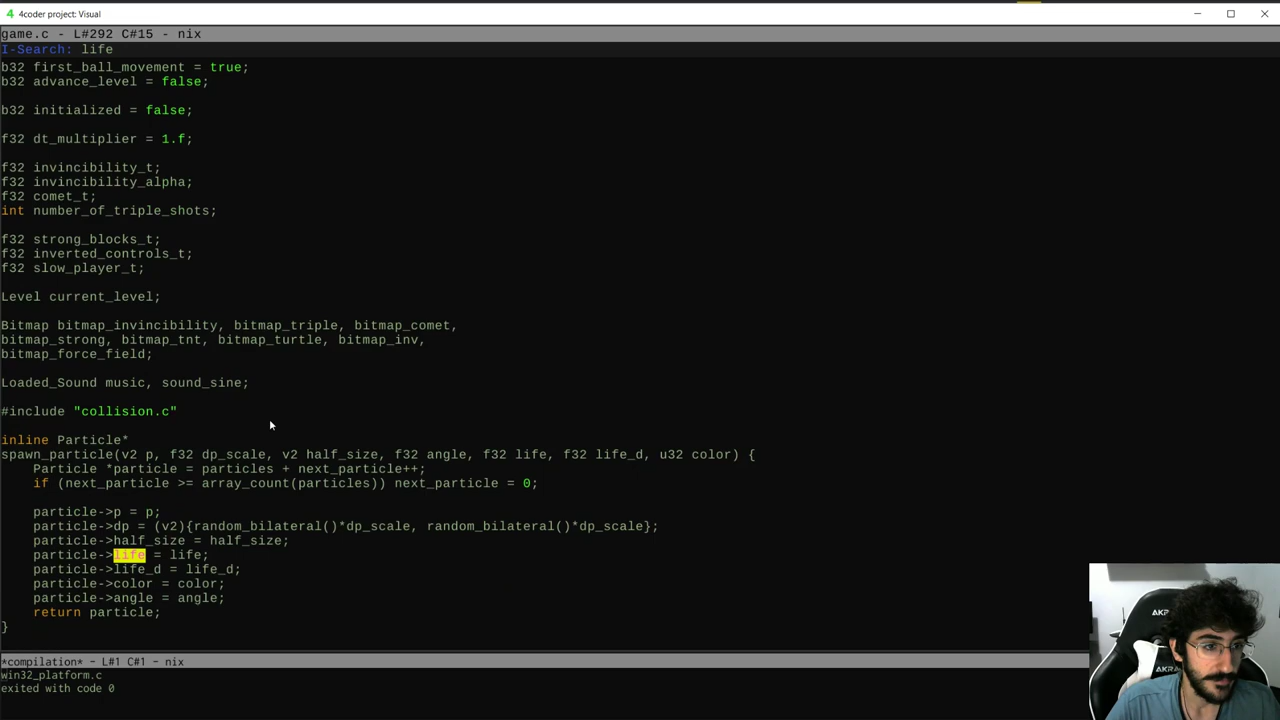 4 4coder project: Visual
game.c - L#292 C#15 - nix
I-Search: life
b32 first_ball_movement = true;
b32 advance_level = false;
b32 initialized = false;
f32 dt_multiplier = 1.f;
f32 invincibility_t;
f32 invincibility_alpha;
f32 comet_t;
int number_of_triple_shots;
f32 strong_blocks_t;
f32 inverted_controls_t;
f32 slow_player_t;
Level current_level;
Bitmap bitmap_invincibility, bitmap_triple, bitmap_comet,
bitmap_strong, bitmap_tnt, bitmap_turtle, bitmap_inv,
bitmap_force_field;
Loaded_Sound music, sound_sine;
#include "collision.c"
inline Particle*
spawn_particle(v2 p, f32 dp_scale, v2 half_size, f32 angle, f32 life, f32 life_d, u32 color) {
    Particle *particle = particles + next_particle++;
    if (next_particle >= array_count(particles)) next_particle = 0;
    particle->p = p;
    particle->dp = (v2){random_bilateral()*dp_scale, random_bilateral()*dp_scale};
    particle->half_size = half_size;
    particle->life = life;
    particle->life_d = life_d;
    particle->color = color;
    particle->angle = angle;
    return particle;
}
*compilation* - L#1 C#1 - nix
win32_platform.c
exited with code 0